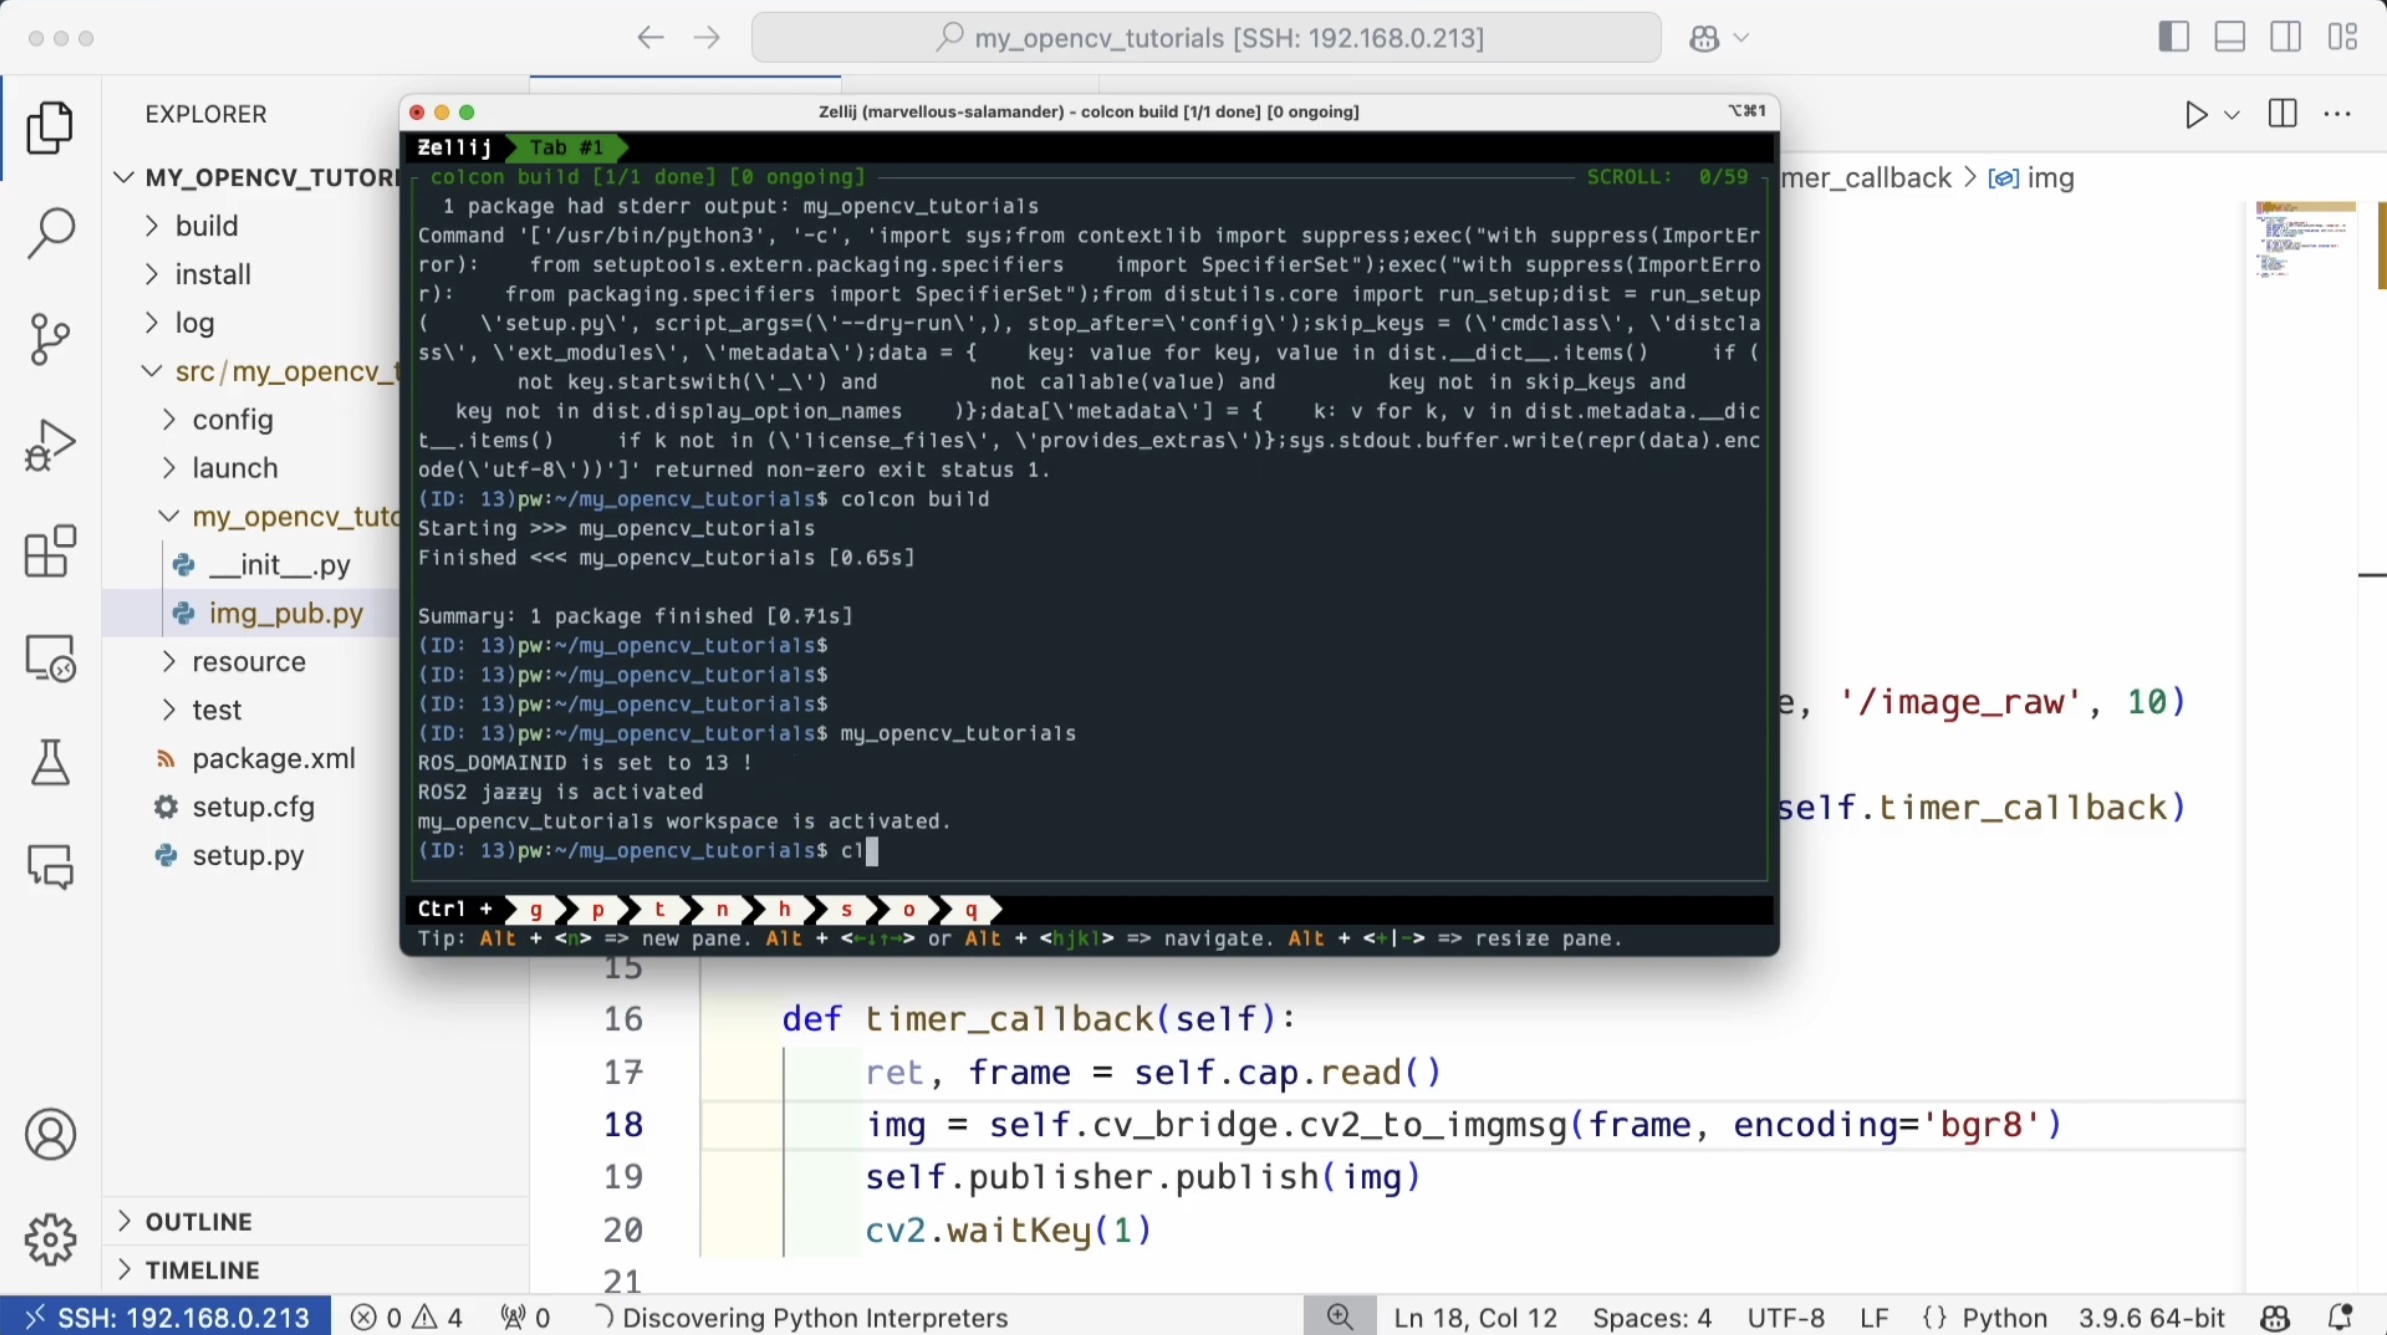 my_opencv_tutorials [SSH: 192.168.0.213]
EXPLORER
MY_OPENCV_TUTORI
build
install
log
src/my_opencv_t
config
launch
my_opencv_tuto
__init__.py
img_pub.py
resource
test
package.xml
setup.cfg
setup.py
OUTLINE
TIMELINE
Zellij (marvellous-salamander) - colcon build [1/1 done] [0 ongoing]
⌥⌘1
Zellij Tab #1
colcon build [1/1 done] [0 ongoing] SCROLL: 0/59
1 package had stderr output: my_opencv_tutorials
Command '['/usr/bin/python3', '-c', 'import sys;from contextlib import suppress;exec("with suppress(ImportEr
ror):    from setuptools.extern.packaging.specifiers    import SpecifierSet");exec("with suppress(ImportErro
r):    from packaging.specifiers import SpecifierSet");from distutils.core import run_setup;dist = run_setup
(    \'setup.py\', script_args=(\'--dry-run\',), stop_after=\'config\');skip_keys = (\'cmdclass\', \'distcla
ss\', \'ext_modules\', \'metadata\');data = {    key: value for key, value in dist.__dict__.items()     if (
not key.startswith(\'_\') and         not callable(value) and         key not in skip_keys and
key not in dist.display_option_names    )};data[\'metadata\'] = {    k: v for k, v in dist.metadata.__dic
t__.items()     if k not in (\'license_files\', \'provides_extras\')};sys.stdout.buffer.write(repr(data).enc
ode(\'utf-8\'))']' returned non-zero exit status 1.
(ID: 13)pw:~/my_opencv_tutorials$ colcon build
Starting >>> my_opencv_tutorials
Finished <<< my_opencv_tutorials [0.65s]
Summary: 1 package finished [0.71s]
(ID: 13)pw:~/my_opencv_tutorials$
(ID: 13)pw:~/my_opencv_tutorials$
(ID: 13)pw:~/my_opencv_tutorials$
(ID: 13)pw:~/my_opencv_tutorials$ my_opencv_tutorials
ROS_DOMAINID is set to 13 !
ROS2 jazzy is activated
my_opencv_tutorials workspace is activated.
(ID: 13)pw:~/my_opencv_tutorials$ cl
Ctrl + g p t n h s o q
Tip: Alt + <n> => new pane. Alt + <←↓↑→> or Alt + <hjkl> => navigate. Alt + <+|-> => resize pane.
mer_callback > img
e, '/image_raw', 10)
self.timer_callback)
15
16 def timer_callback(self):
17 ret, frame = self.cap.read()
18 img = self.cv_bridge.cv2_to_imgmsg(frame, encoding='bgr8')
19 self.publisher.publish(img)
20 cv2.waitKey(1)
21
SSH: 192.168.0.213 0 4 0 Discovering Python Interpreters Ln 18, Col 12 Spaces: 4 UTF-8 LF {} Python 3.9.6 64-bit